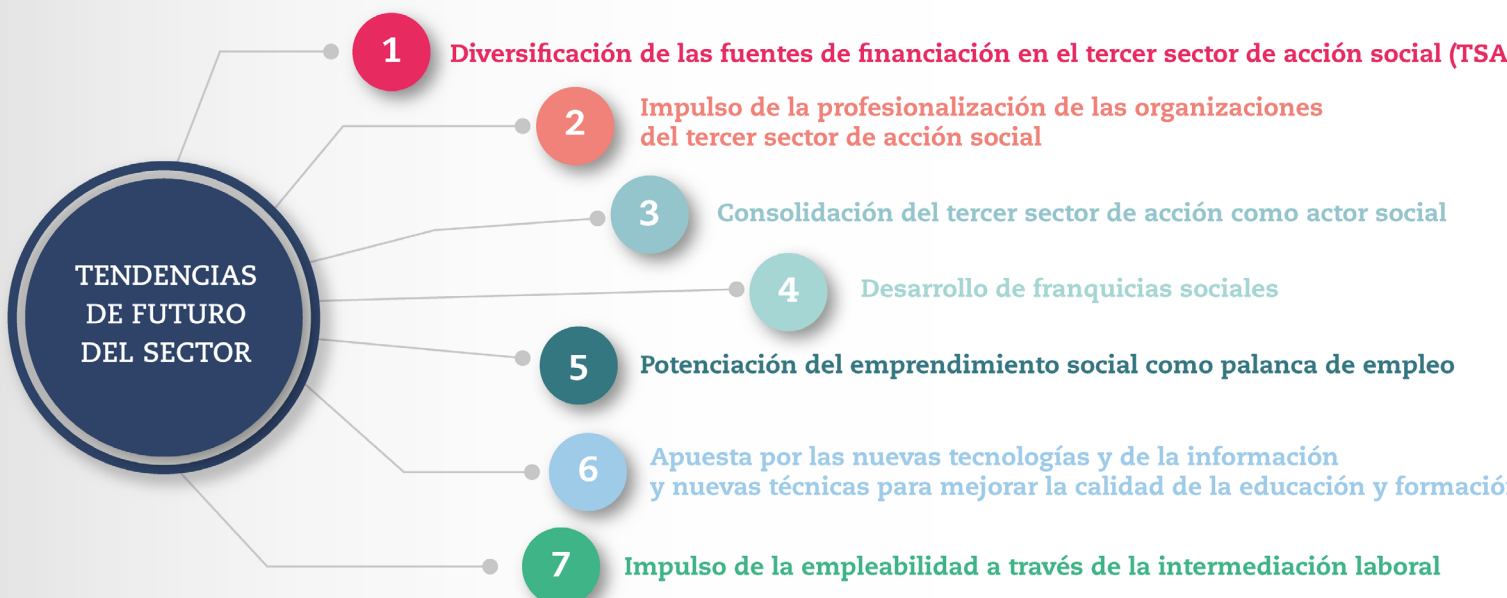 TENDENCIAS
DE FUTURO
DEL SECTOR
1
Diversificación de las fuentes de financiación en el tercer sector de acción social (TSA
2
Impulso de la profesionalización de las organizaciones
del tercer sector de acción social
3
Consolidación del tercer sector de acción como actor social
4
Desarrollo de franquicias sociales
5
Potenciación del emprendimiento social como palanca de empleo
6
Apuesta por las nuevas tecnologías y de la información
y nuevas técnicas para mejorar la calidad de la educación y formación
7
Impulso de la empleabilidad a través de la intermediación laboral